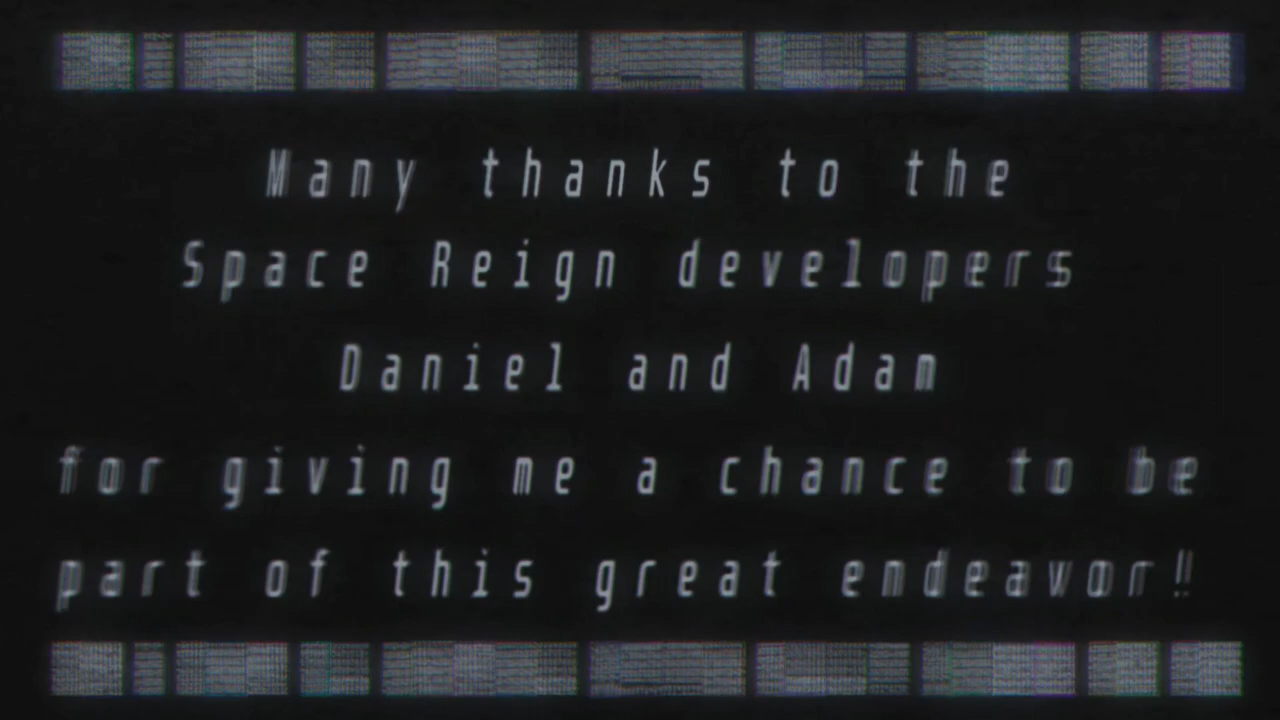 Many thanks to the
Space Reign developers
Daniel and Adam
for giving me a chance to be
part of this great endeavor!!